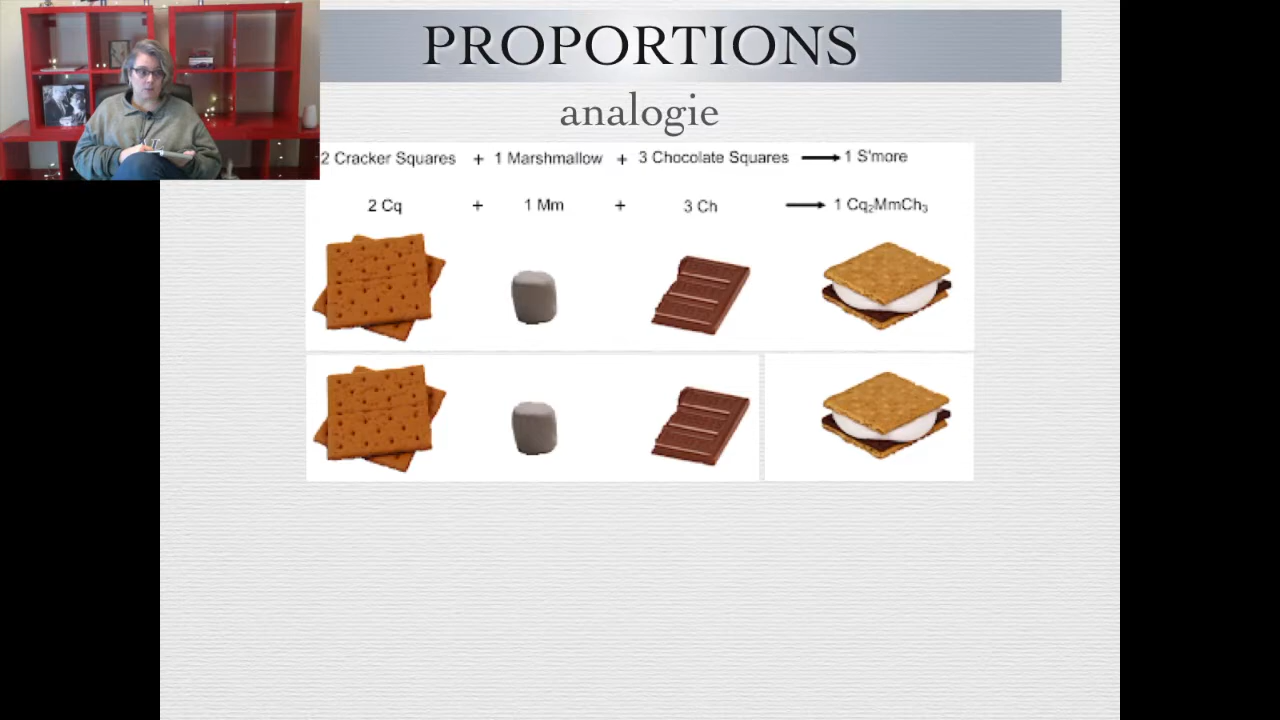 PROPORTIONS
analogie
2 Cracker Squares + 1 Marshmallow + 3 Chocolate Squares ⟶ 1 S'more
2 Cq + 1 Mm + 3 Ch ⟶ 1 Cq₂MmCh₃